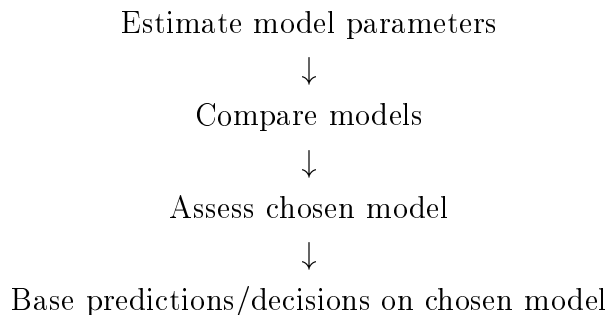 Estimate model parameters
↓
Compare models
↓
Assess chosen model
↓
Base predictions/decisions on chosen model